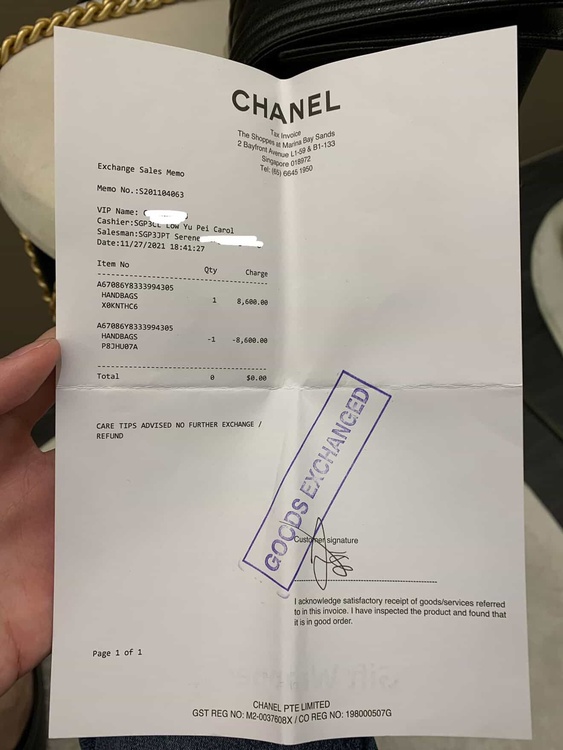 CHANEL
Tax Invoice
The Shoppes at Marina Bay Sands
2 Bayfront Avenue L1-59 & B1-133
Singapore 018972
Tel: (65) 6645 1950
Exchange Sales Memo
Memo No.:S201104063
VIP Name:
Cashier:SGP3CL Low Yu Pei Carol
Salesman:SGP3JPT Serene
Date:11/27/2021 18:41:27
Item No Qty Charge
A67086Y8333994305
HANDBAGS 1 8,600.00
X0KNTHC6
A67086Y8333994305
HANDBAGS -1 -8,600.00
P8JHU07A
Total 0 $0.00
CARE TIPS ADVISED NO FURTHER EXCHANGE /
REFUND
GOODS EXCHANGED
Customer signature
I acknowledge satisfactory receipt of goods/services referred
to in this invoice. I have inspected the product and found that
it is in good order.
Page 1 of 1
CHANEL PTE LIMITED
GST REG NO: M2-0037608X / CO REG NO: 198000507G